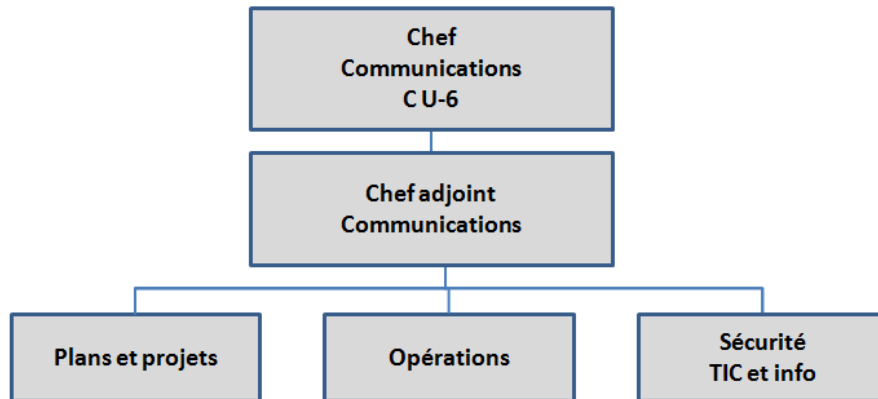 Chef
Communications
C U-6
Chef adjoint
Communications
Plans et projets
Opérations
Sécurité
TIC et info